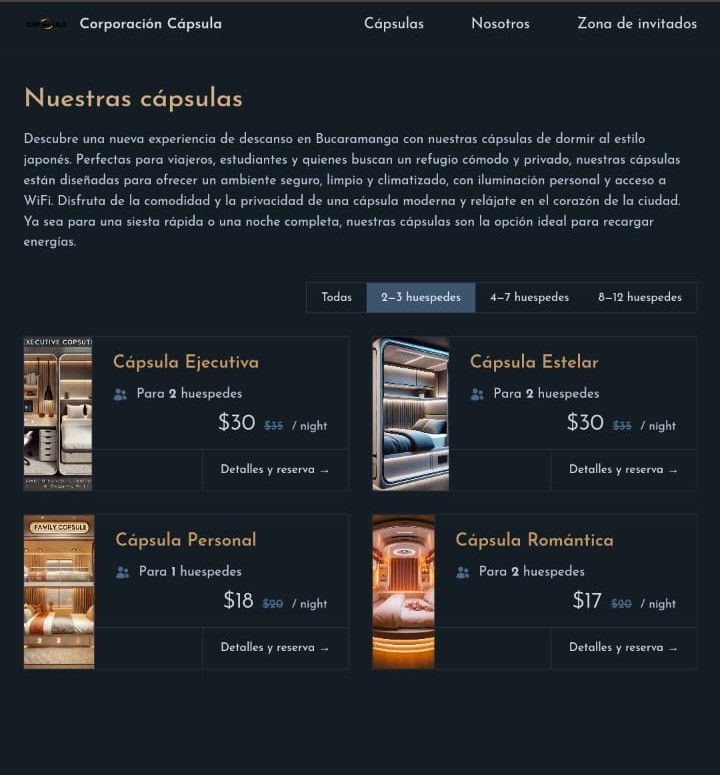 CAPSULA
Corporación Cápsula
Cápsulas
Nosotros
Zona de invitados
Nuestras cápsulas
Descubre una nueva experiencia de descanso en Bucaramanga con nuestras cápsulas de dormir al estilo
japonés. Perfectas para viajeros, estudiantes y quienes buscan un refugio cómodo y privado, nuestras cápsulas
están diseñadas para ofrecer un ambiente seguro, limpio y climatizado, con iluminación personal y acceso a
WiFi. Disfruta de la comodidad y la privacidad de una cápsula moderna y relájate en el corazón de la ciudad.
Ya sea para una siesta rápida o una noche completa, nuestras cápsulas son la opción ideal para recargar
energías.
Todas
2—3 huespedes
4—7 huespedes
8—12 huespedes
Cápsula Ejecutiva
Para 2 huespedes
$30 $35 / night
Detalles y reserva →
Cápsula Estelar
Para 2 huespedes
$30 $35 / night
Detalles y reserva →
FAMILY COPSULE
Cápsula Personal
Para 1 huespedes
$18 $20 / night
Detalles y reserva →
Cápsula Romántica
Para 2 huespedes
$17 $20 / night
Detalles y reserva →